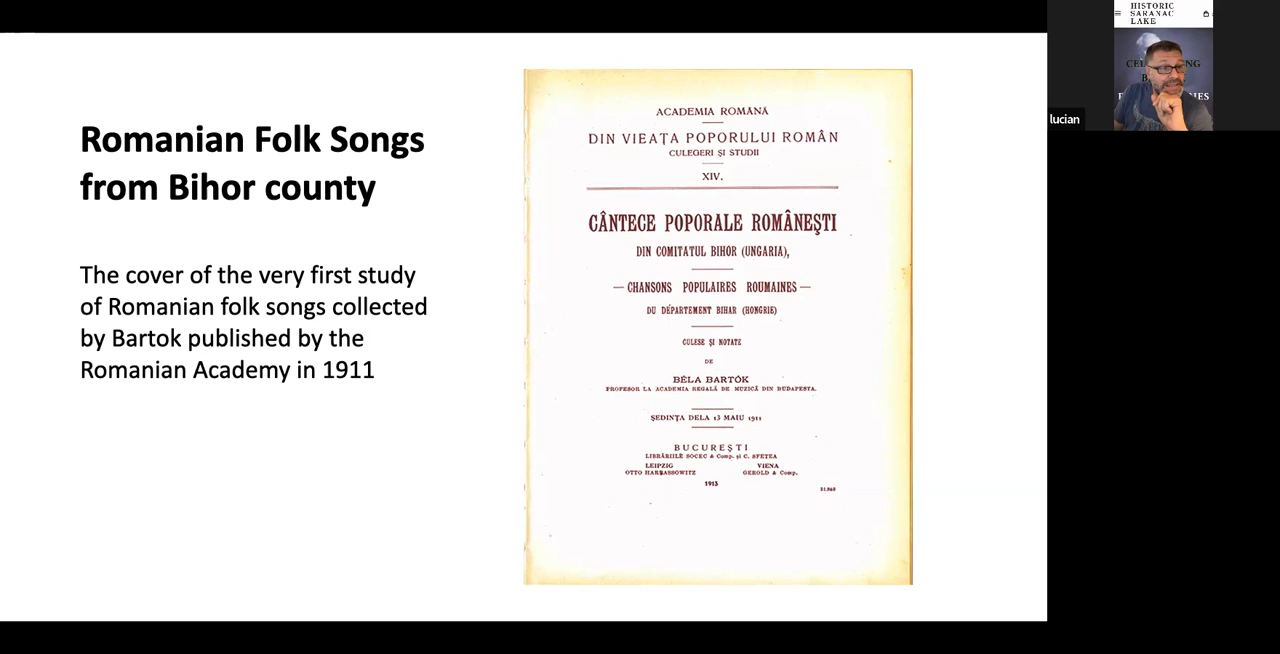 Romanian Folk Songs
from Bihor county
The cover of the very first study
of Romanian folk songs collected
by Bartok published by the
Romanian Academy in 1911
ACADEMIA ROMÂNĂ
DIN VIEAȚA POPORULUI ROMÂN
CULEGERI ȘI STUDII
XIV.
CÂNTECE POPORALE ROMÂNEȘTI
DIN COMITATUL BIHOR (UNGARIA),
— CHANSONS POPULAIRES ROUMAINES —
DU DÉPARTEMENT BIHAR (HONGRIE)
CULESE ȘI NOTATE
DE
BÉLA BARTÓK
PROFESOR LA ACADEMIA REGALĂ DE MUZICĂ DIN BUDAPESTA.
ȘEDINȚA DELA 13 MAIU 1911
BUCUREȘTI
LIBRĂRIILE SOCEC & Comp. și C. SFETEA
LEIPZIG VIENA
OTTO HARRASSOWITZ GEROLD & Comp.
1913
31.868
HISTORIC
SARANAC
LAKE
lucian